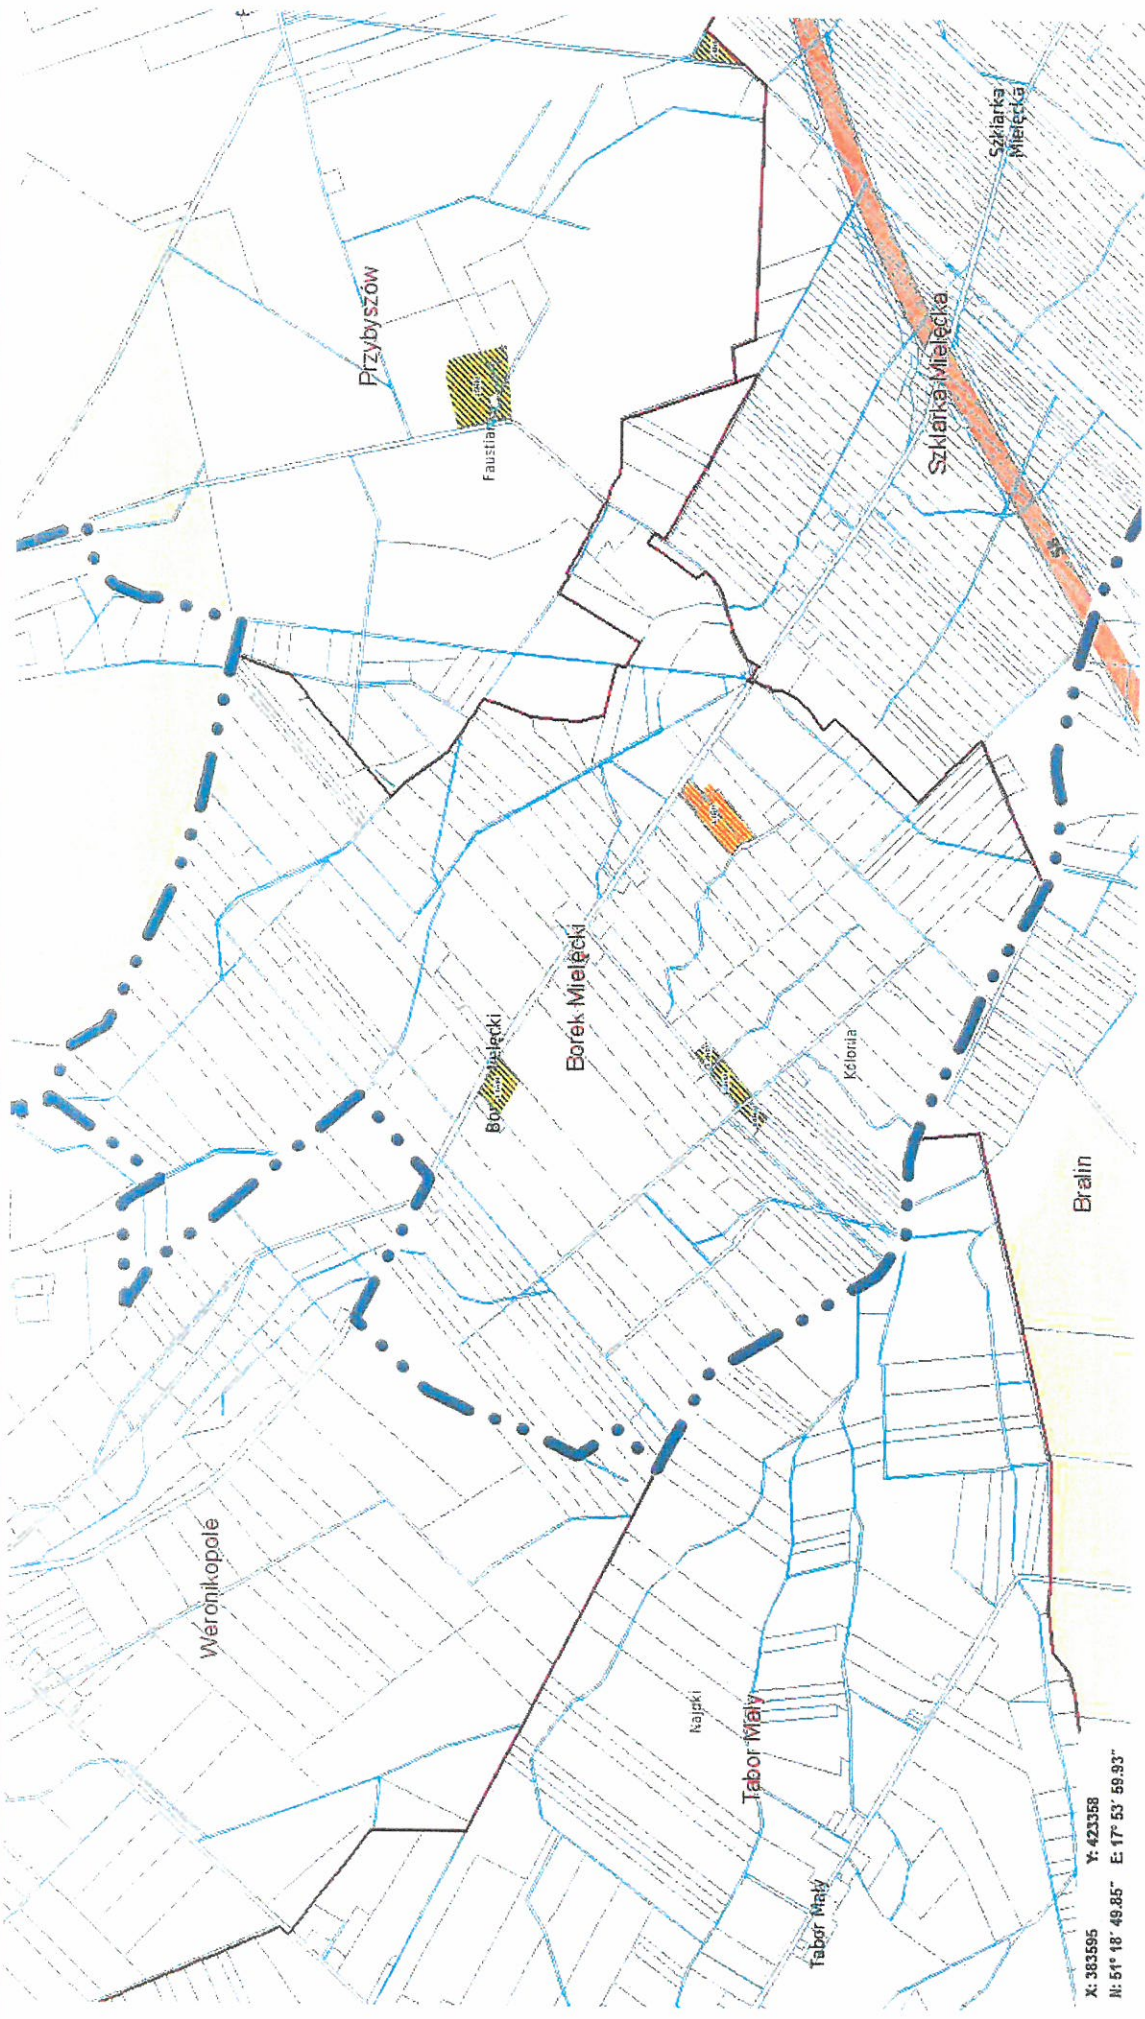 Weronikopole
Przybyszów
Borek Mielęcki
Kolonia
Szklarka Mielęcka
Szklarka
Mielęcka
S8
Bralin
Najdki
Tabor Mały
Tabor Mały
X: 383595 Y: 423358
N: 51° 18' 49.85" E: 17° 53' 59.93"